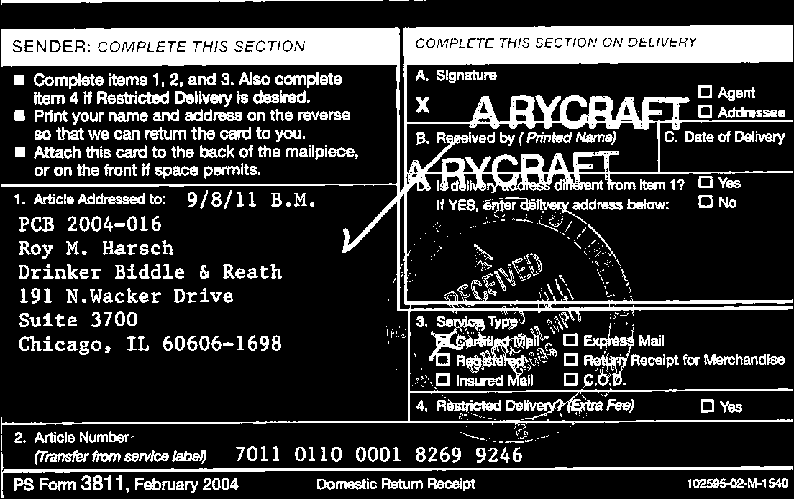 SENDER: COMPLETE THIS SECTION
■ Complete items 1, 2, and 3. Also complete
item 4 if Restricted Delivery is desired.
■ Print your name and address on the reverse
so that we can return the card to you.
■ Attach this card to the back of the mailpiece,
or on the front if space permits.
1. Article Addressed to: 9/8/11 B.M.
PCB 2004-016
Roy M. Harsch
Drinker Biddle & Reath
191 N.Wacker Drive
Suite 3700
Chicago, IL 60606-1698
COMPLETE THIS SECTION ON DELIVERY
A. Signature
X A RYCRAFT
☐ Agent
☐ Addressee
B. Received by (Printed Name)
C. Date of Delivery
A RYCRAFT
D. Is delivery address different from item 1? ☐ Yes
If YES, enter delivery address below: ☐ No
RECEIVED
3. Service Type
☒ Certified Mail ☐ Express Mail
☐ Registered ☐ Return Receipt for Merchandise
☐ Insured Mail ☐ C.O.D.
4. Restricted Delivery? (Extra Fee) ☐ Yes
2. Article Number
(Transfer from service label) 7011 0110 0001 8269 9246
PS Form 3811, February 2004 Domestic Return Receipt 102595-02-M-1540